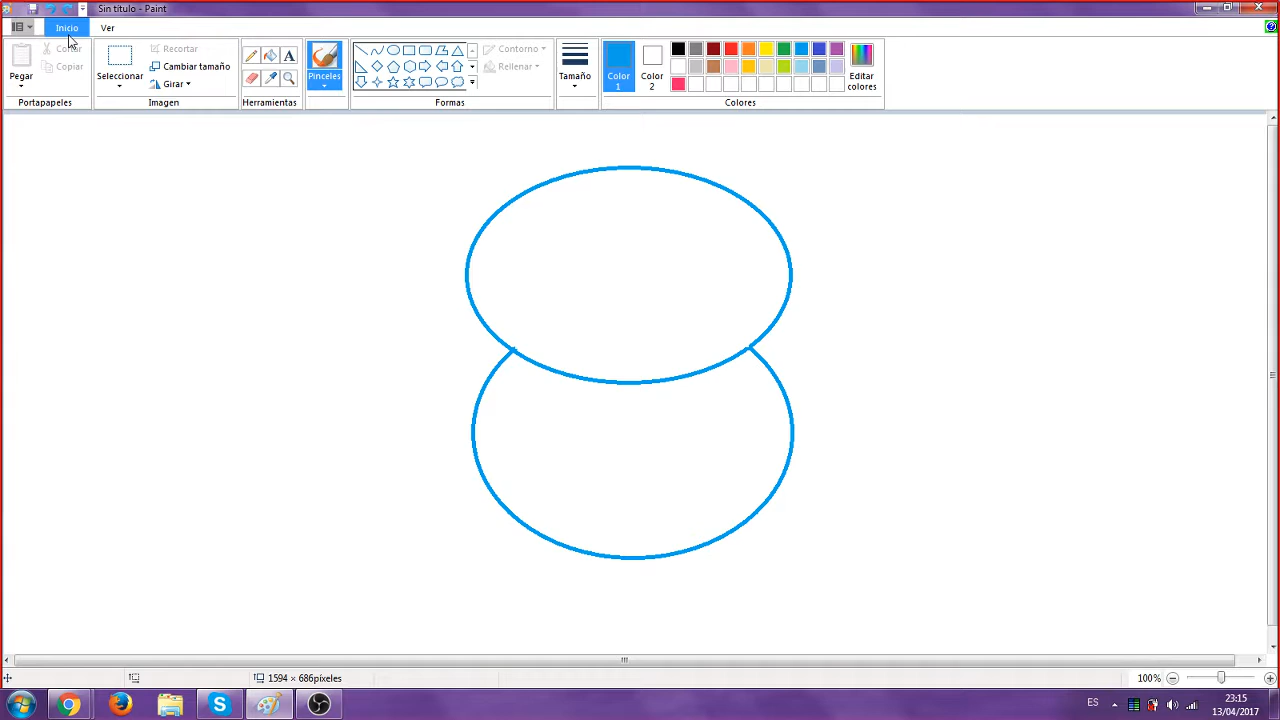 Sin título - Paint
Inicio Ver
Pegar
Cortar
Copiar
Portapapeles
Seleccionar
Recortar
Cambiar tamaño
Girar
Imagen
A
Herramientas
Pinceles
Contorno
Rellenar
Formas
Tamaño
Color
1
Color
2
Editar
colores
Colores
1594 × 686píxeles
100%
ES
23:15
13/04/2017